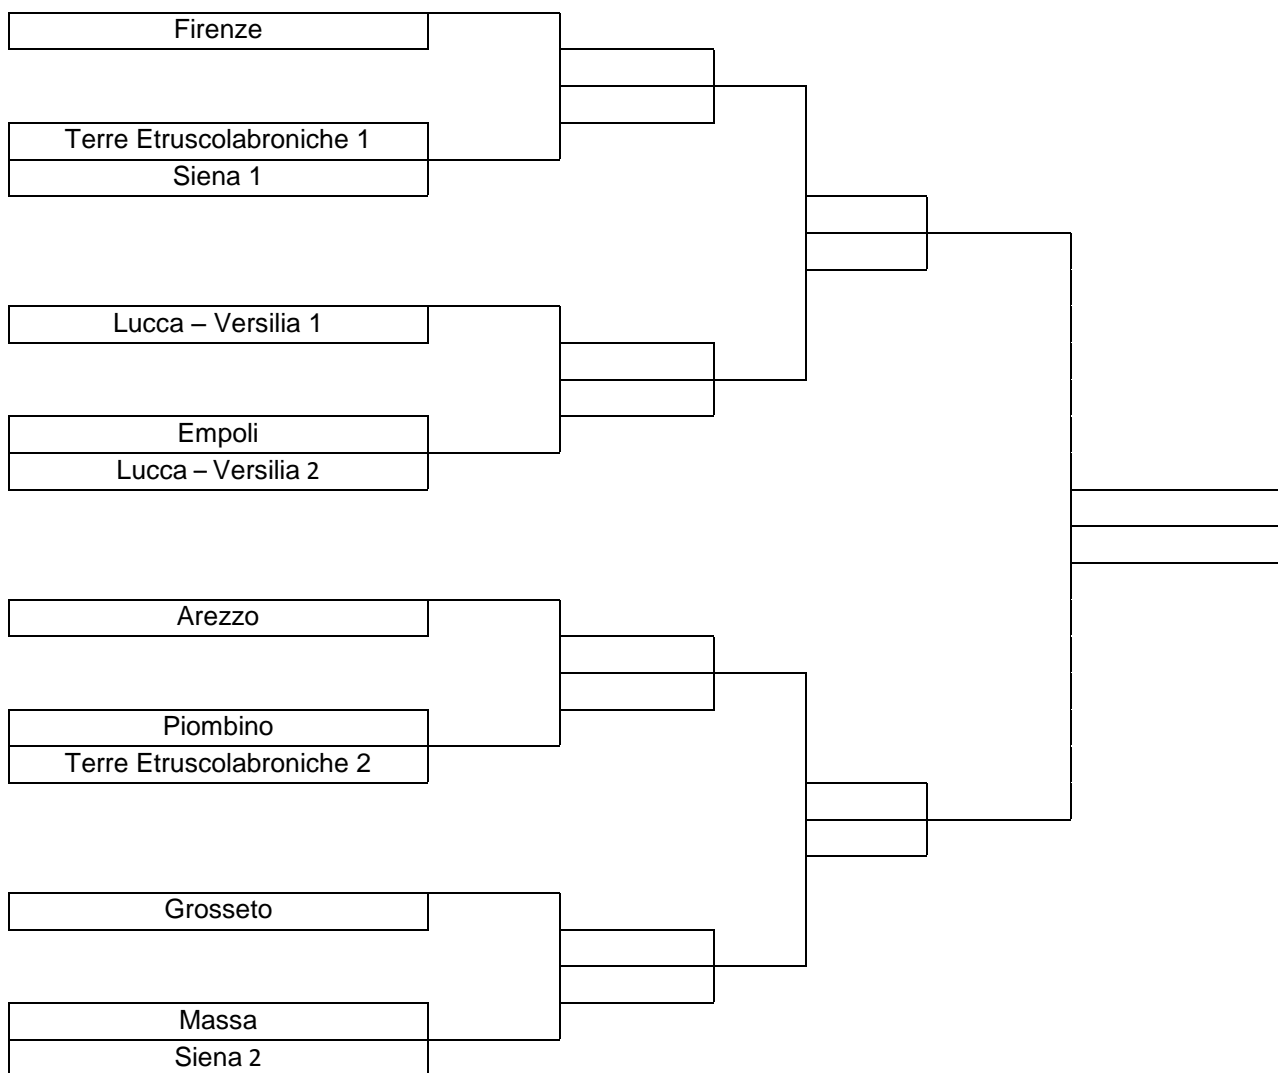 Firenze
Terre Etruscolabroniche 1
Siena 1
Lucca – Versilia 1
Empoli
Lucca – Versilia 2
Arezzo
Piombino
Terre Etruscolabroniche 2
Grosseto
Massa
Siena 2